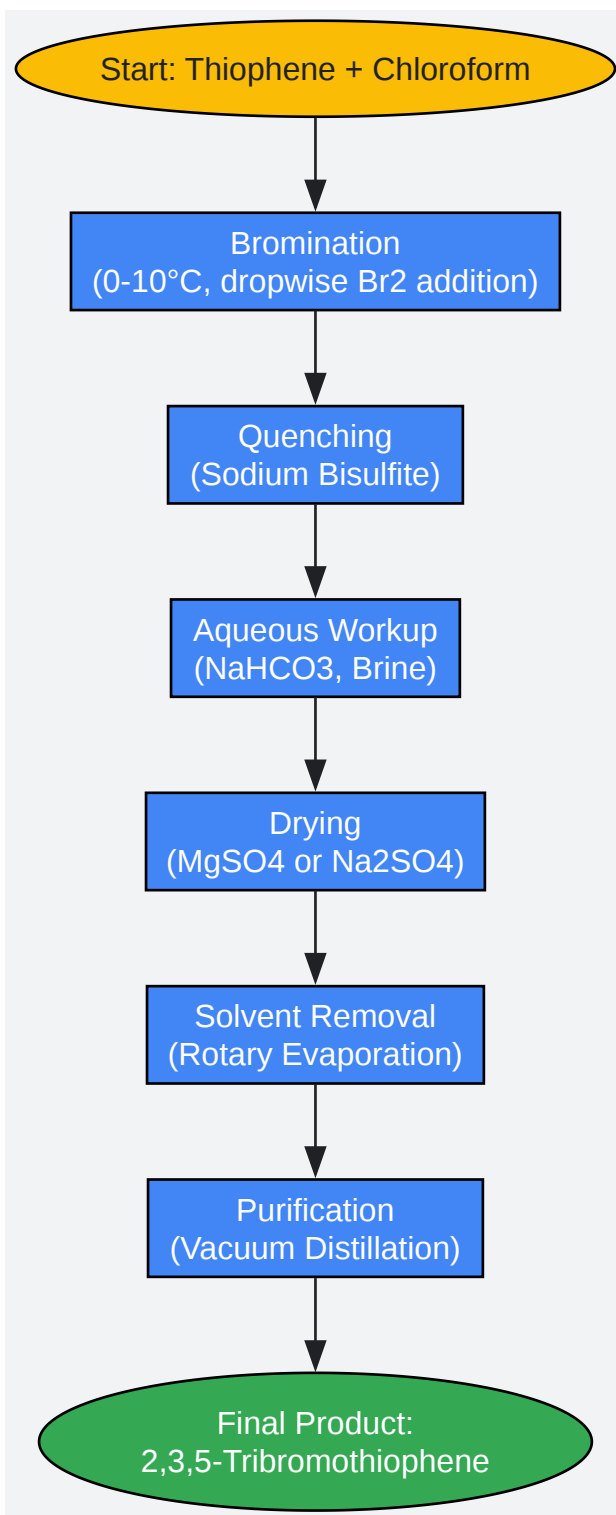 Start: Thiophene + Chloroform
Bromination
(0-10°C, dropwise Br2 addition)
Quenching
(Sodium Bisulfite)
Aqueous Workup
(NaHCO3, Brine)
Drying
(MgSO4 or Na2SO4)
Solvent Removal
(Rotary Evaporation)
Purification
(Vacuum Distillation)
Final Product:
2,3,5-Tribromothiophene